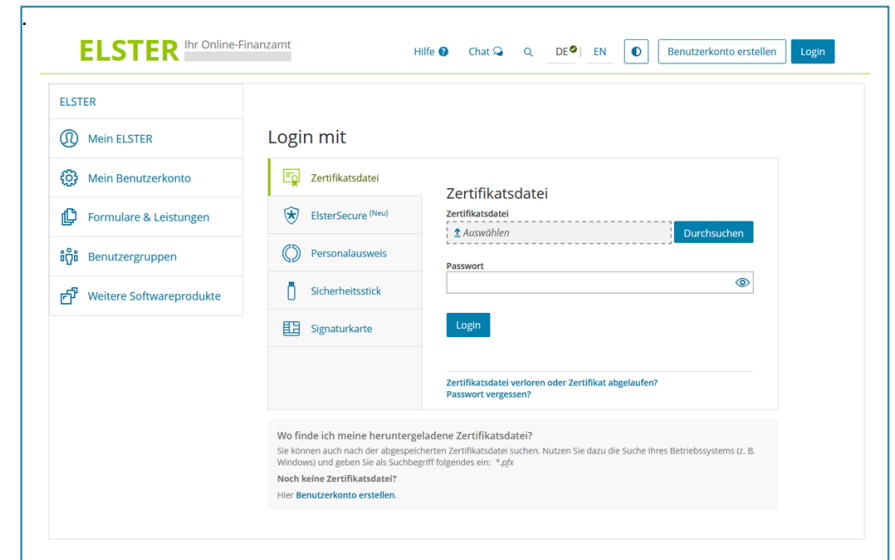 .
ELSTER Ihr Online-Finanzamt
Hilfe ? Chat DE | EN Benutzerkonto erstellen Login
ELSTER
Mein ELSTER
Mein Benutzerkonto
Formulare & Leistungen
Benutzergruppen
Weitere Softwareprodukte
Login mit
Zertifikatsdatei
ElsterSecure (Neu)
Personalausweis
Sicherheitsstick
Signaturkarte
Zertifikatsdatei
Zertifikatsdatei
Auswählen Durchsuchen
Passwort
Login
Zertifikatsdatei verloren oder Zertifikat abgelaufen?
Passwort vergessen?
Wo finde ich meine heruntergeladene Zertifikatsdatei?
Sie können auch nach der abgespeicherten Zertifikatsdatei suchen. Nutzen Sie dazu die Suche Ihres Betriebssystems (z. B.
Windows) und geben Sie als Suchbegriff folgendes ein: *.pfx
Noch keine Zertifikatsdatei?
Hier Benutzerkonto erstellen.